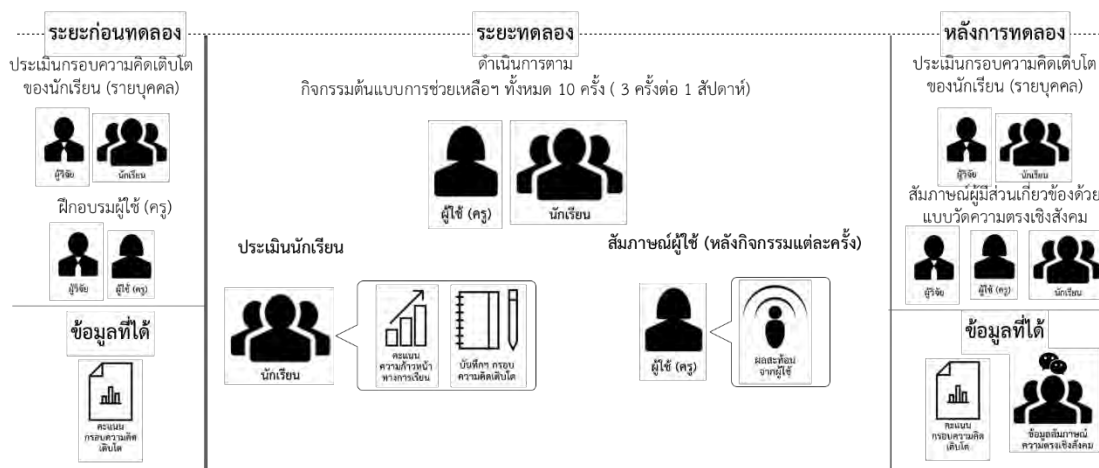 ระยะก่อนทดลอง
ประเมินกรอบความคิดเติบโต
ของนักเรียน (รายบุคคล)
ผู้วิจัย
นักเรียน
ฝึกอบรมผู้ใช้ (ครู)
ผู้วิจัย
ผู้ใช้ (ครู)
ข้อมูลที่ได้
คะแนน
กรอบความคิด
เติบโต
ระยะทดลอง
ดำเนินการตาม
กิจกรรมต้นแบบการช่วยเหลือฯ ทั้งหมด 10 ครั้ง ( 3 ครั้งต่อ 1 สัปดาห์)
ผู้ใช้ (ครู)
นักเรียน
ประเมินนักเรียน
นักเรียน
คะแนน
ความก้าวหน้า
ทางการเรียน
บันทึกฯ กรอบ
ความคิดเติบโต
สัมภาษณ์ผู้ใช้ (หลังกิจกรรมแต่ละครั้ง)
ผู้ใช้ (ครู)
ผลสะท้อน
จากผู้ใช้
หลังการทดลอง
ประเมินกรอบความคิดเติบโต
ของนักเรียน (รายบุคคล)
ผู้วิจัย
นักเรียน
สัมภาษณ์ผู้มีส่วนเกี่ยวข้องด้วย
แบบวัดความตรงเชิงสังคม
ผู้วิจัย
ผู้ใช้ (ครู)
นักเรียน
ข้อมูลที่ได้
คะแนน
กรอบความคิด
เติบโต
ข้อมูลสัมภาษณ์
ความตรงเชิงสังคม